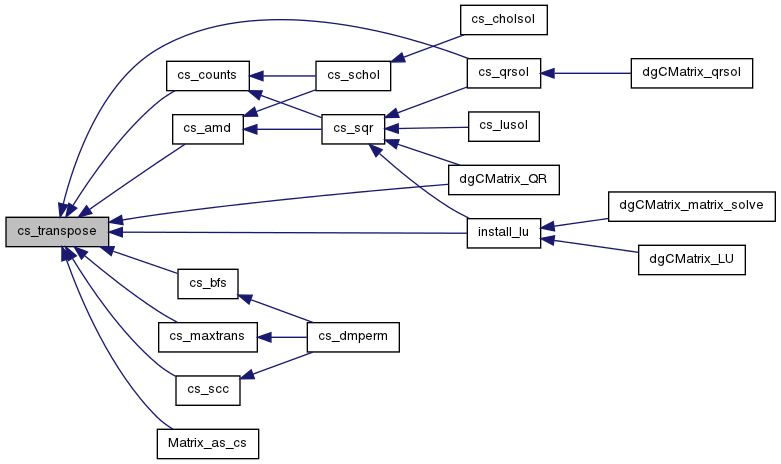 cs_cholsol
cs_counts
cs_schol
cs_qrsol
dgCMatrix_qrsol
cs_amd
cs_sqr
cs_lusol
dgCMatrix_QR
dgCMatrix_matrix_solve
cs_transpose
install_lu
dgCMatrix_LU
cs_bfs
cs_maxtrans
cs_dmperm
cs_scc
Matrix_as_cs